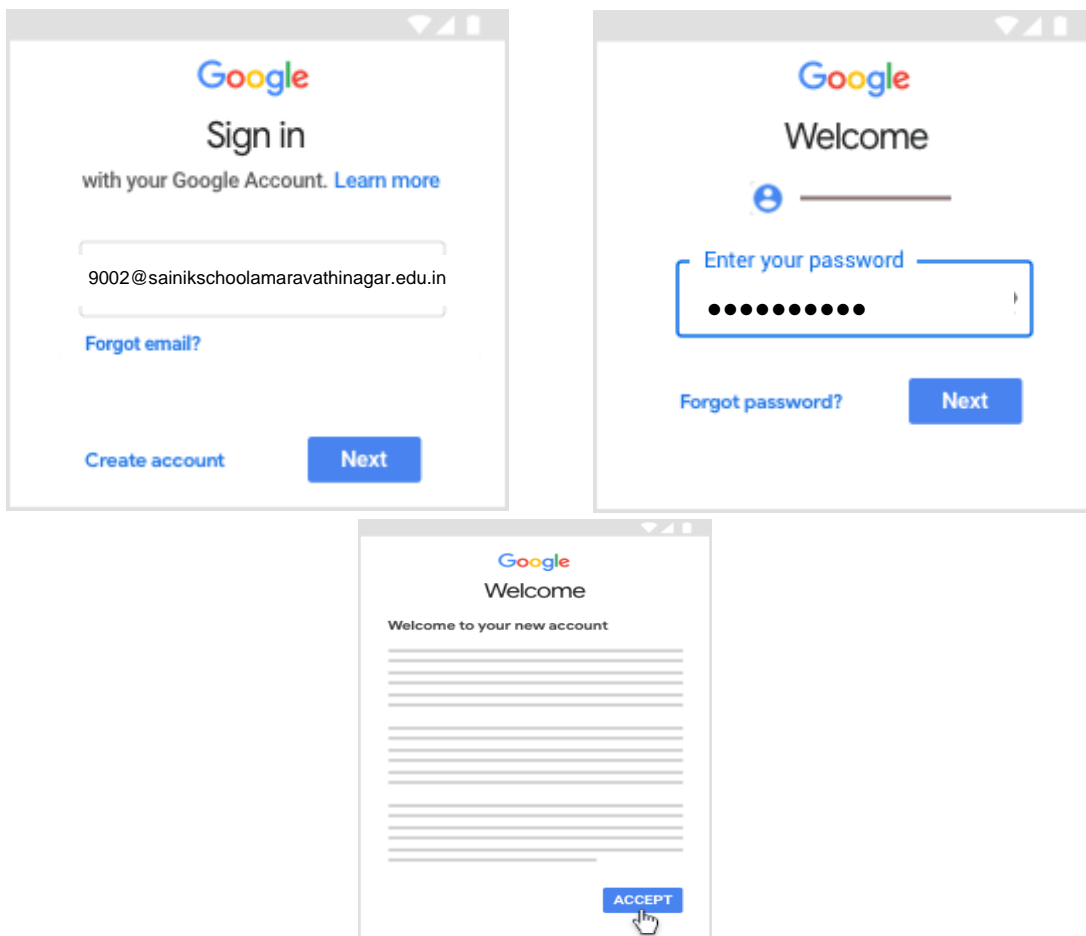 Google
Sign in
with your Google Account. Learn more
9002@sainikschoolamaravathinagar.edu.in
Forgot email?
Create account
Next
Google
Welcome
Enter your password
••••••••••
Forgot password?
Next
Google
Welcome
Welcome to your new account
ACCEPT